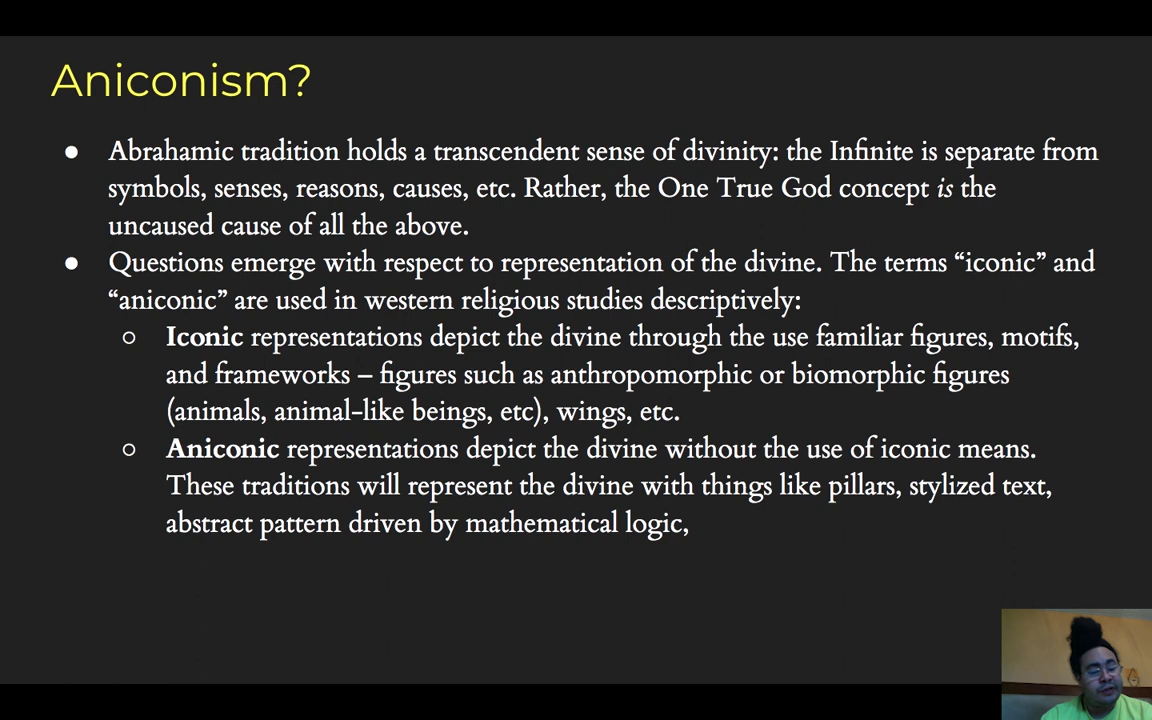 Aniconism?
● Abrahamic tradition holds a transcendent sense of divinity: the Infinite is separate from
symbols, senses, reasons, causes, etc. Rather, the One True God concept is the
uncaused cause of all the above.
● Questions emerge with respect to representation of the divine. The terms “iconic” and
“aniconic” are used in western religious studies descriptively:
○ Iconic representations depict the divine through the use familiar figures, motifs,
and frameworks – figures such as anthropomorphic or biomorphic figures
(animals, animal-like beings, etc), wings, etc.
○ Aniconic representations depict the divine without the use of iconic means.
These traditions will represent the divine with things like pillars, stylized text,
abstract pattern driven by mathematical logic,